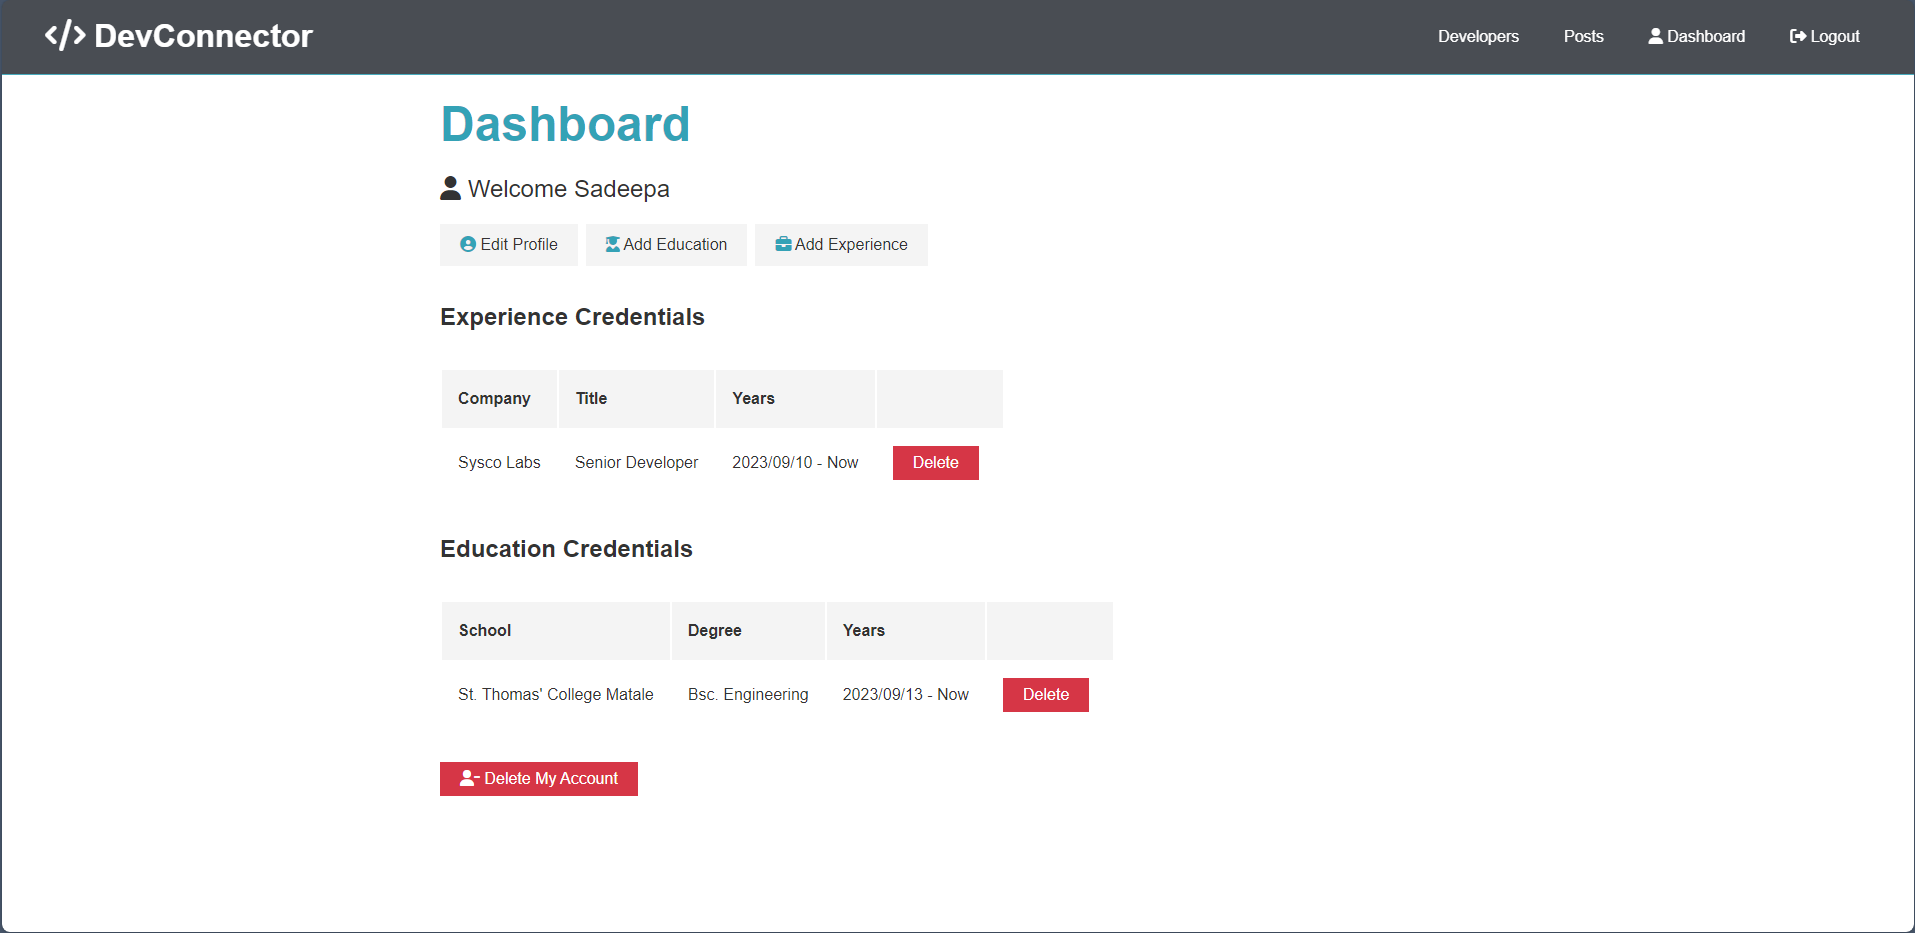 </> DevConnector Developers Posts Dashboard Logout
Dashboard
Welcome Sadeepa
Edit Profile Add Education Add Experience
Experience Credentials
Company Title Years
Sysco Labs Senior Developer 2023/09/10 - Now Delete
Education Credentials
School Degree Years
St. Thomas' College Matale Bsc. Engineering 2023/09/13 - Now Delete
Delete My Account